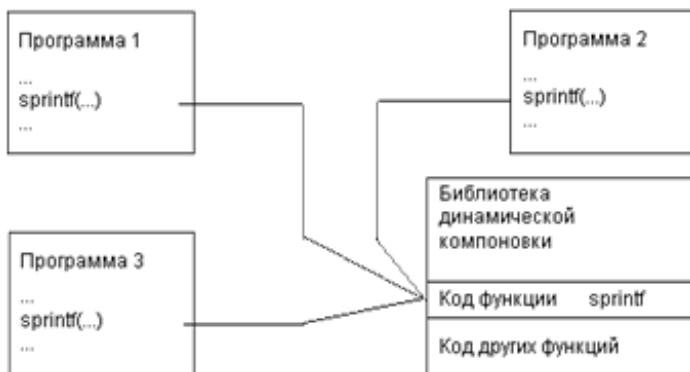 Программа 1
...
sprintf(...)
...
Программа 2
...
sprintf(...)
...
Программа 3
...
sprintf(...)
...
Библиотека
динамической
компоновки
Код функции sprintf
Код других функций